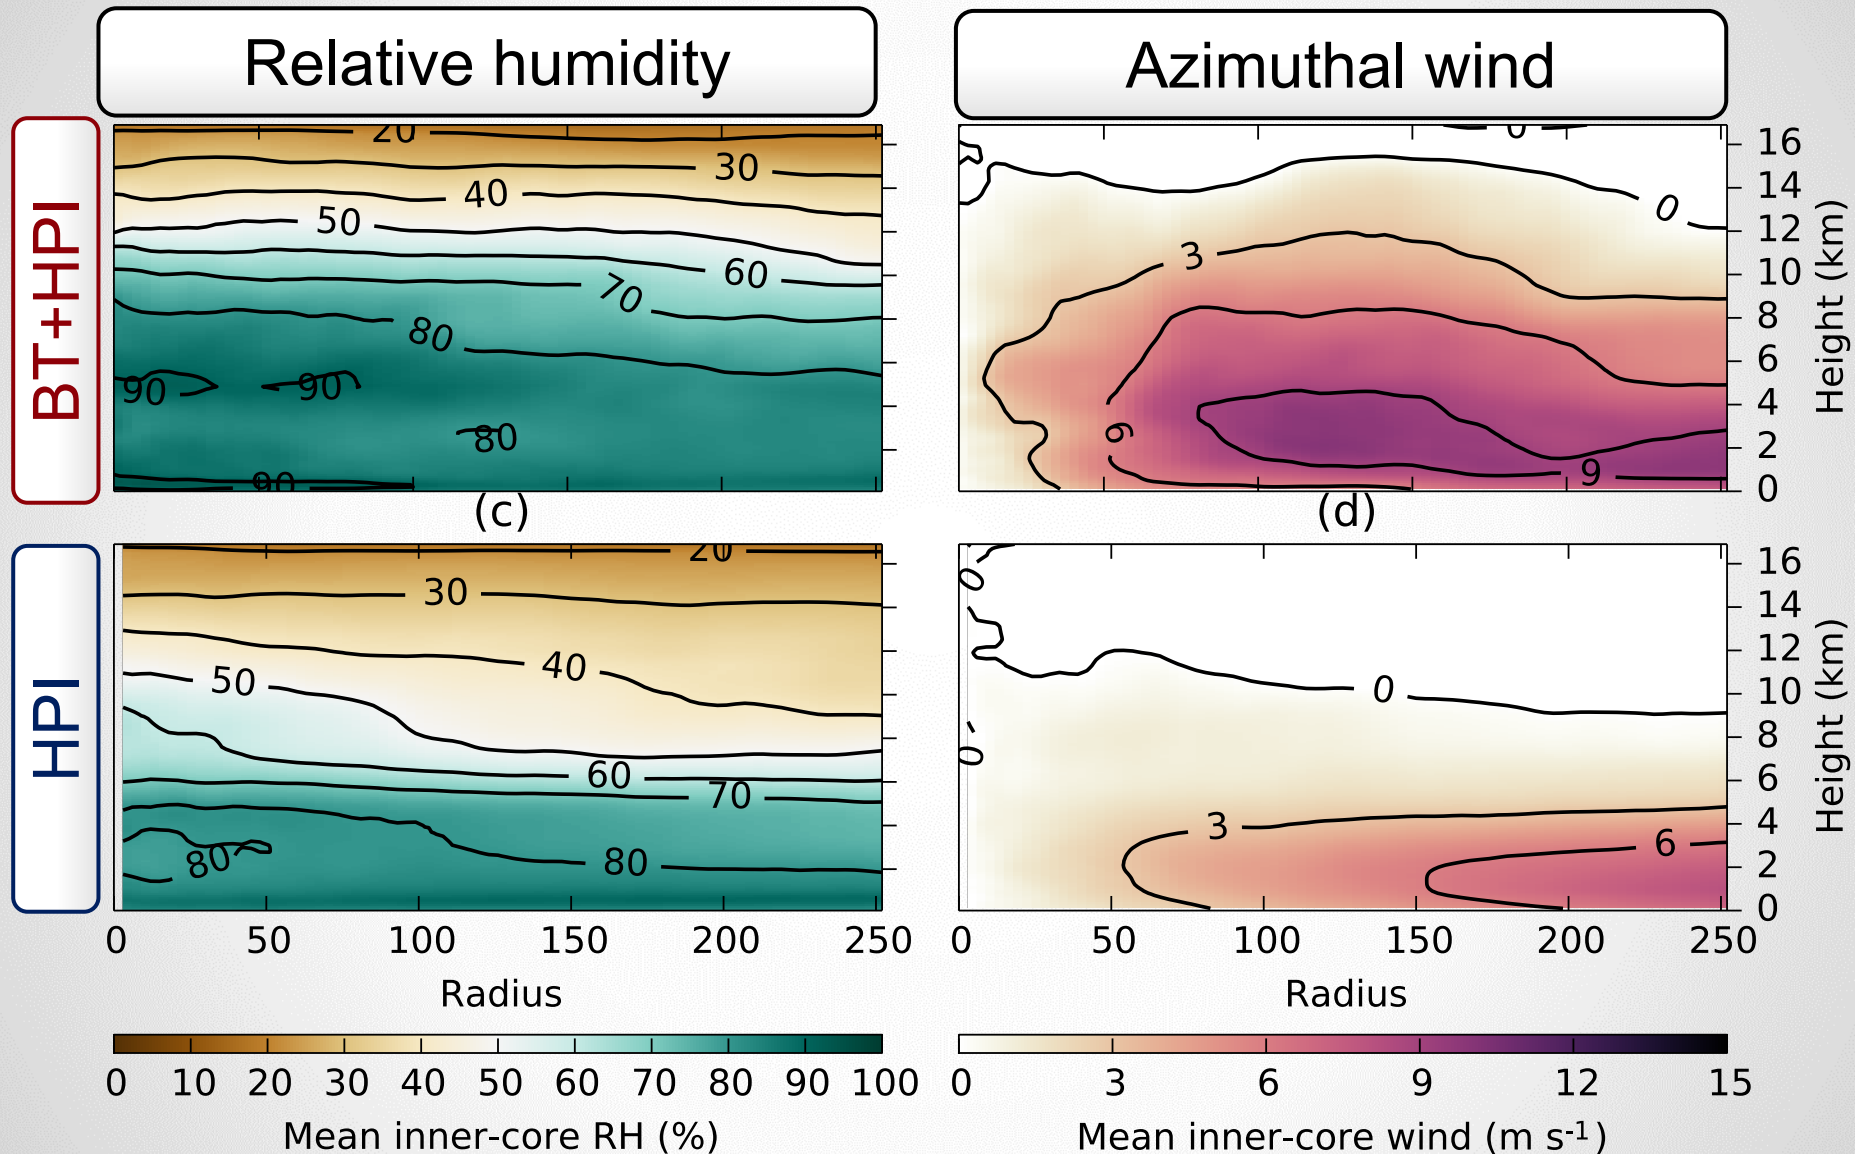 Relative humidity
Azimuthal wind
BT+HPI
20
30
40
50
60
70
80
90
90
80
90
0
0
3
6
9
16
14
12
10
8
6
4
2
0
Height (km)
(c)
(d)
HPI
20
30
40
50
60
70
80
80
0
0
0
3
6
16
14
12
10
8
6
4
2
0
Height (km)
0 50 100 150 200 250
0 50 100 150 200 250
Radius
Radius
0 10 20 30 40 50 60 70 80 90 100
0 3 6 9 12 15
Mean inner-core RH (%)
Mean inner-core wind (m s-1)